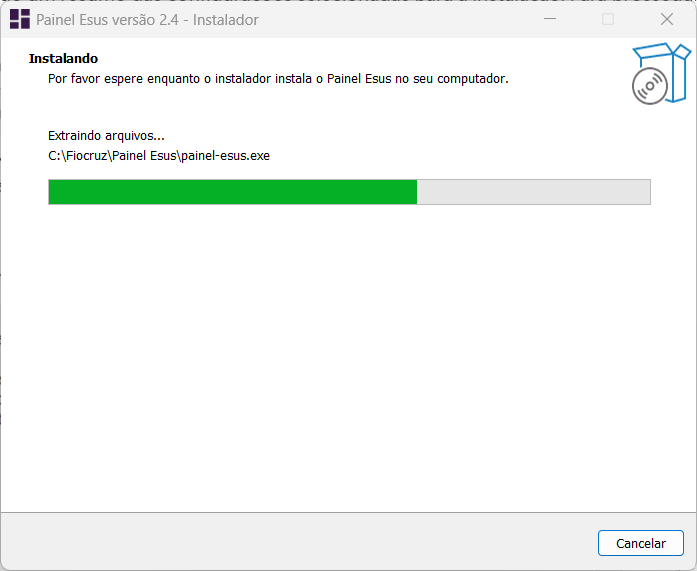 Painel Esus versão 2.4 - Instalador
Instalando
Por favor espere enquanto o instalador instala o Painel Esus no seu computador.
Extraindo arquivos...
C:\Fiocruz\Painel Esus\painel-esus.exe
Cancelar